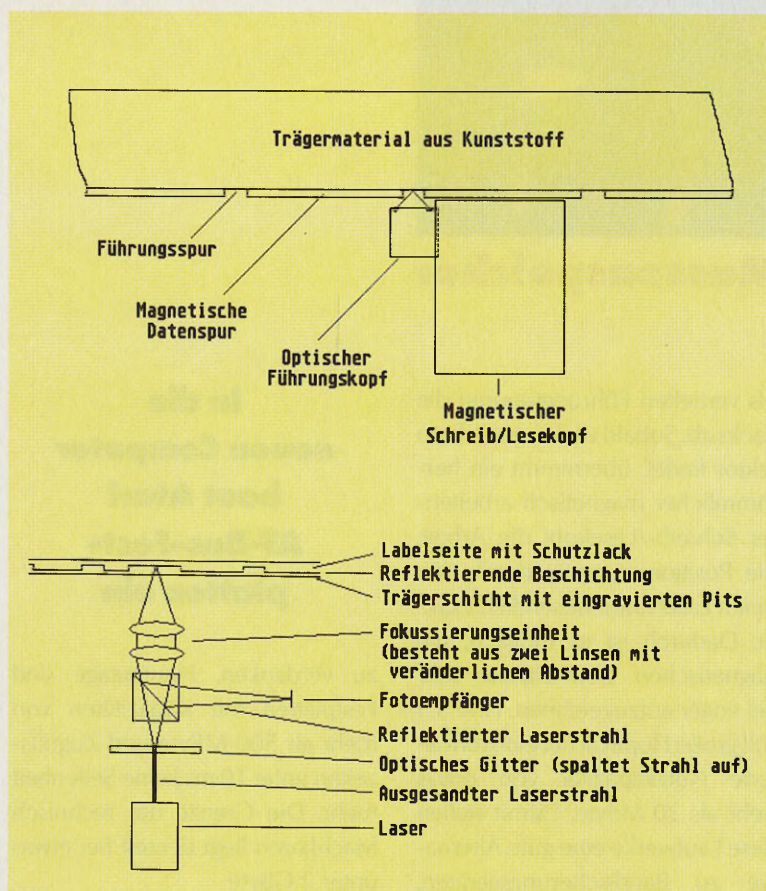 Trägermaterial aus Kunststoff
Führungsspur
Magnetische
Datenspur
Optischer
Führungskopf
Magnetischer
Schreib/Lesekopf
Labelseite mit Schutzlack
Reflektierende Beschichtung
Trägerschicht mit eingravierten Pits
Fokussierungseinheit
(besteht aus zwei Linsen mit
veränderlichem Abstand)
Fotoempfänger
Reflektierter Laserstrahl
Optisches Gitter (spaltet Strahl auf)
Ausgesandter Laserstrahl
Laser